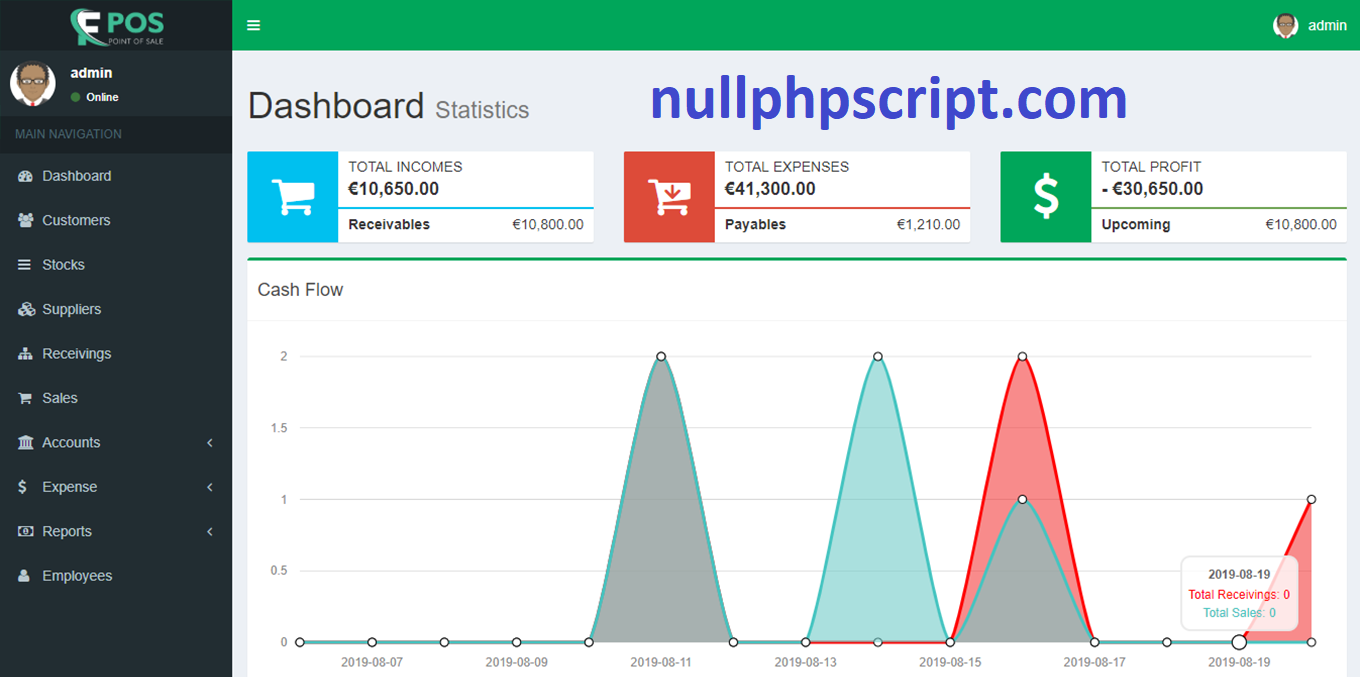 POS
POINT OF SALE
admin
admin
Online
MAIN NAVIGATION
Dashboard
Customers
Stocks
Suppliers
Receivings
Sales
Accounts
Expense
Reports
Employees
Dashboard Statistics
nullphpscript.com
TOTAL INCOMES
€10,650.00
Receivables €10,800.00
TOTAL EXPENSES
€41,300.00
Payables €1,210.00
TOTAL PROFIT
- €30,650.00
Upcoming €10,800.00
Cash Flow
2
1.5
1
0.5
0
2019-08-19
Total Receivings: 0
Total Sales: 0
2019-08-07 2019-08-09 2019-08-11 2019-08-13 2019-08-15 2019-08-17 2019-08-19